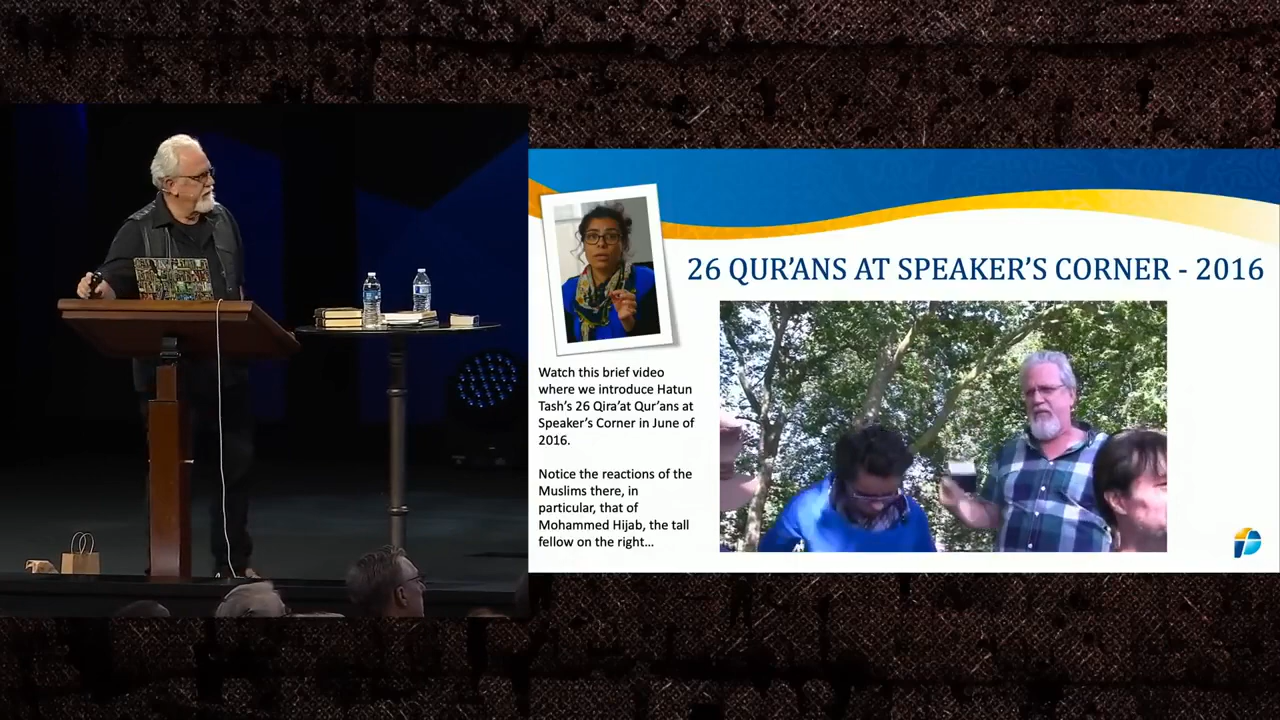 26 QUR'ANS AT SPEAKER'S CORNER - 2016
Watch this brief video
where we introduce Hatun
Tash's 26 Qira'at Qur'ans at
Speaker's Corner in June of
2016.
Notice the reactions of the
Muslims there, in
particular, that of
Mohammed Hijab, the tall
fellow on the right...